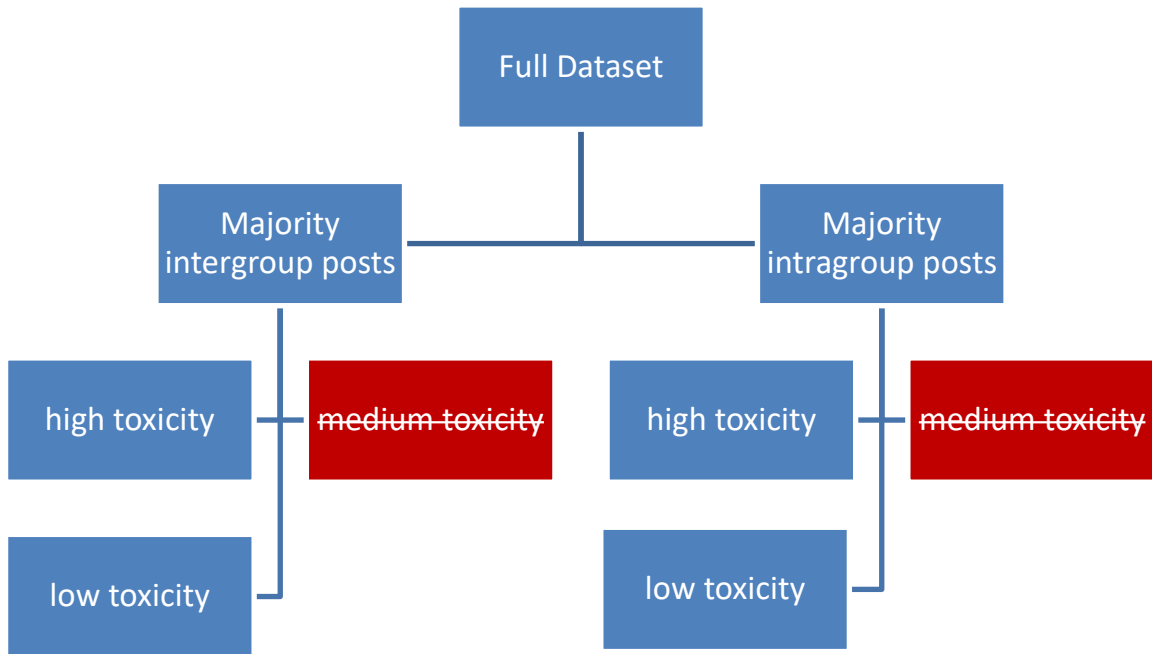 Full Dataset
Majority
intergroup posts
Majority
intragroup posts
high toxicity
medium toxicity
high toxicity
medium toxicity
low toxicity
low toxicity